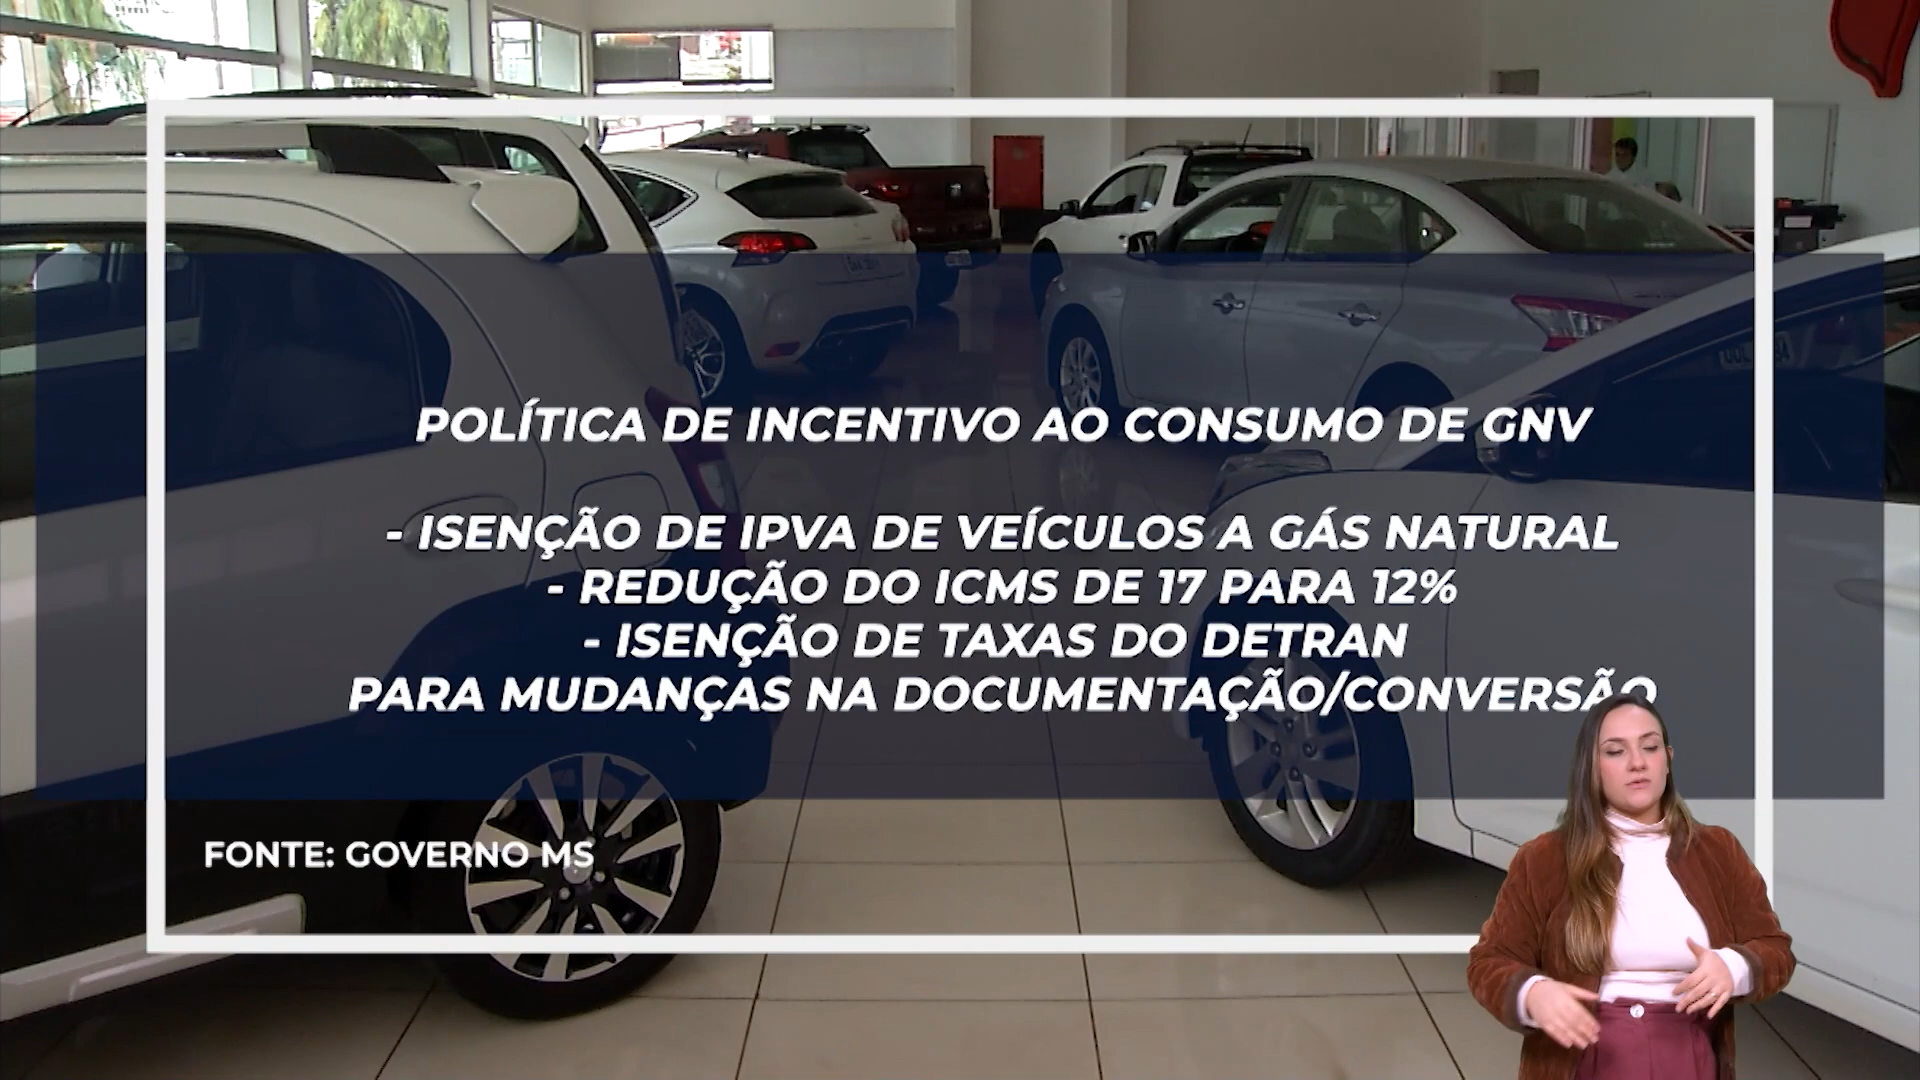 POLÍTICA DE INCENTIVO AO CONSUMO DE GNV
- ISENÇÃO DE IPVA DE VEÍCULOS A GÁS NATURAL
- REDUÇÃO DO ICMS DE 17 PARA 12%
- ISENÇÃO DE TAXAS DO DETRAN
PARA MUDANÇAS NA DOCUMENTAÇÃO/CONVERSÃO
FONTE: GOVERNO MS